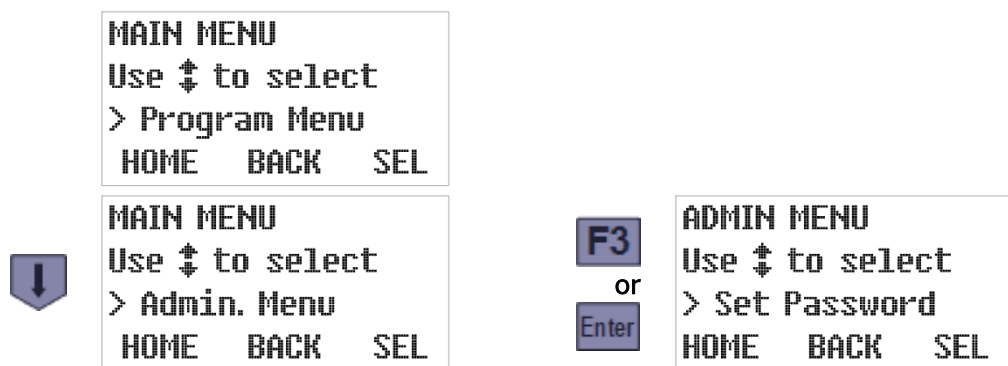 MAIN MENU
Use ↕ to select
> Program Menu
HOME BACK SEL
MAIN MENU
Use ↕ to select
> Admin. Menu
HOME BACK SEL
F3
or
Enter
ADMIN MENU
Use ↕ to select
> Set Password
HOME BACK SEL